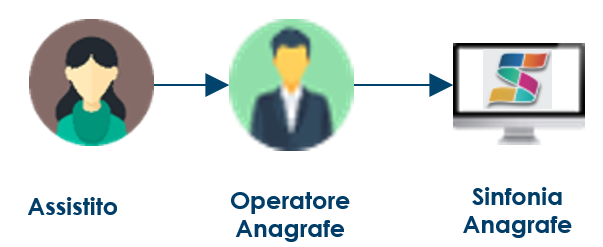 Assistito
Operatore
Anagrafe
Sinfonia
Anagrafe